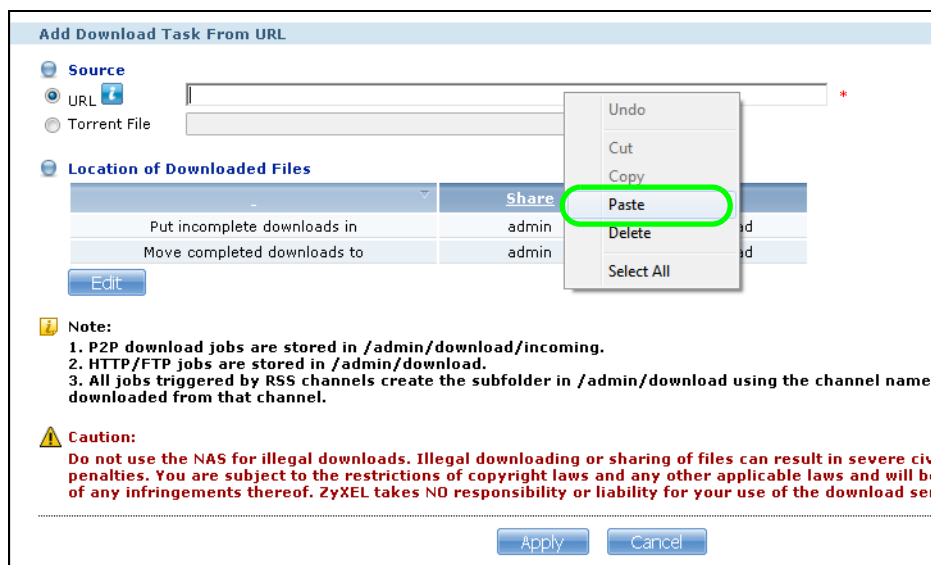 Add Download Task From URL
Source
URL *
Torrent File
Undo
Cut
Copy
Paste
Delete
Select All
Location of Downloaded Files
Share
Put incomplete downloads in admin ad
Move completed downloads to admin ad
Edit
Note:
1. P2P download jobs are stored in /admin/download/incoming.
2. HTTP/FTP jobs are stored in /admin/download.
3. All jobs triggered by RSS channels create the subfolder in /admin/download using the channel name
downloaded from that channel.
Caution:
Do not use the NAS for illegal downloads. Illegal downloading or sharing of files can result in severe civ
penalties. You are subject to the restrictions of copyright laws and any other applicable laws and will b
of any infringements thereof. ZyXEL takes NO responsibility or liability for your use of the download se
Apply Cancel